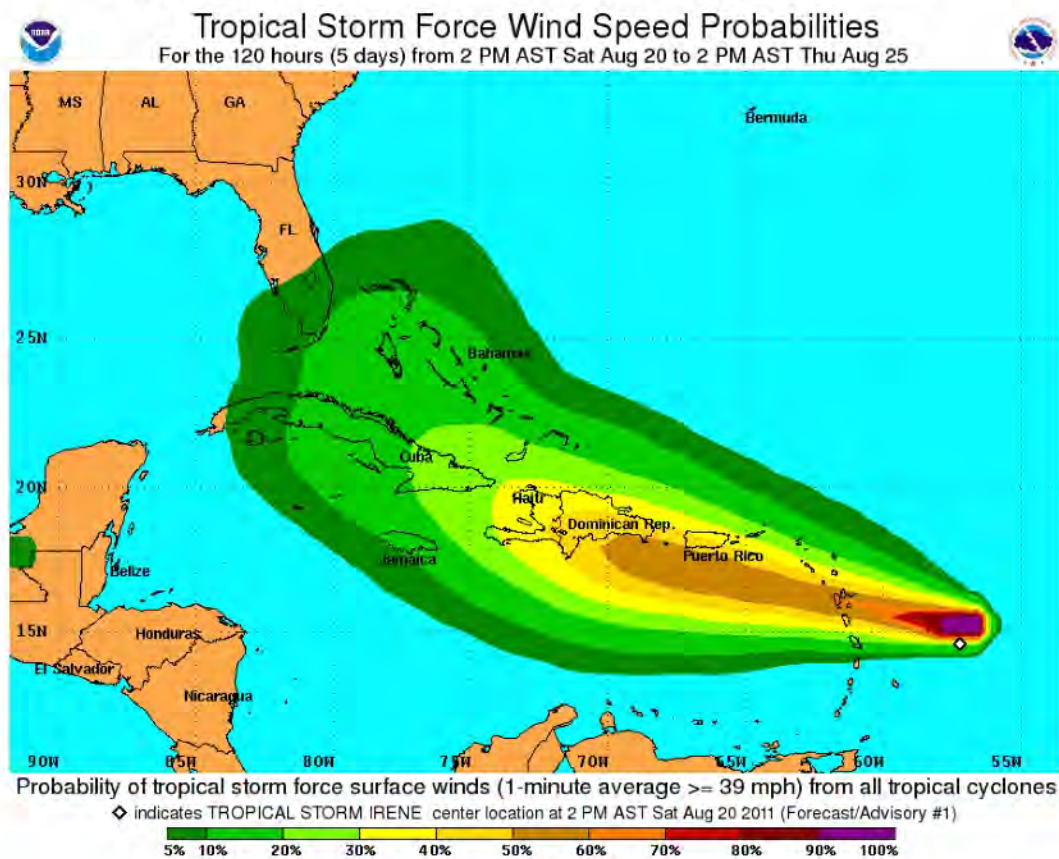 NOAA
Tropical Storm Force Wind Speed Probabilities
For the 120 hours (5 days) from 2 PM AST Sat Aug 20 to 2 PM AST Thu Aug 25
MS AL GA
Bermuda
30N
FL
25N
Bahamas
Cuba
20N
Haiti
Dominican Rep.
Jamaica
Puerto Rico
Belize
15N
Honduras
El Salvador
Nicaragua
90W 85W 80W 75W 70W 65W 60W 55W
Probability of tropical storm force surface winds (1-minute average >= 39 mph) from all tropical cyclones
◇ indicates TROPICAL STORM IRENE center location at 2 PM AST Sat Aug 20 2011 (Forecast/Advisory #1)
5% 10% 20% 30% 40% 50% 60% 70% 80% 90% 100%